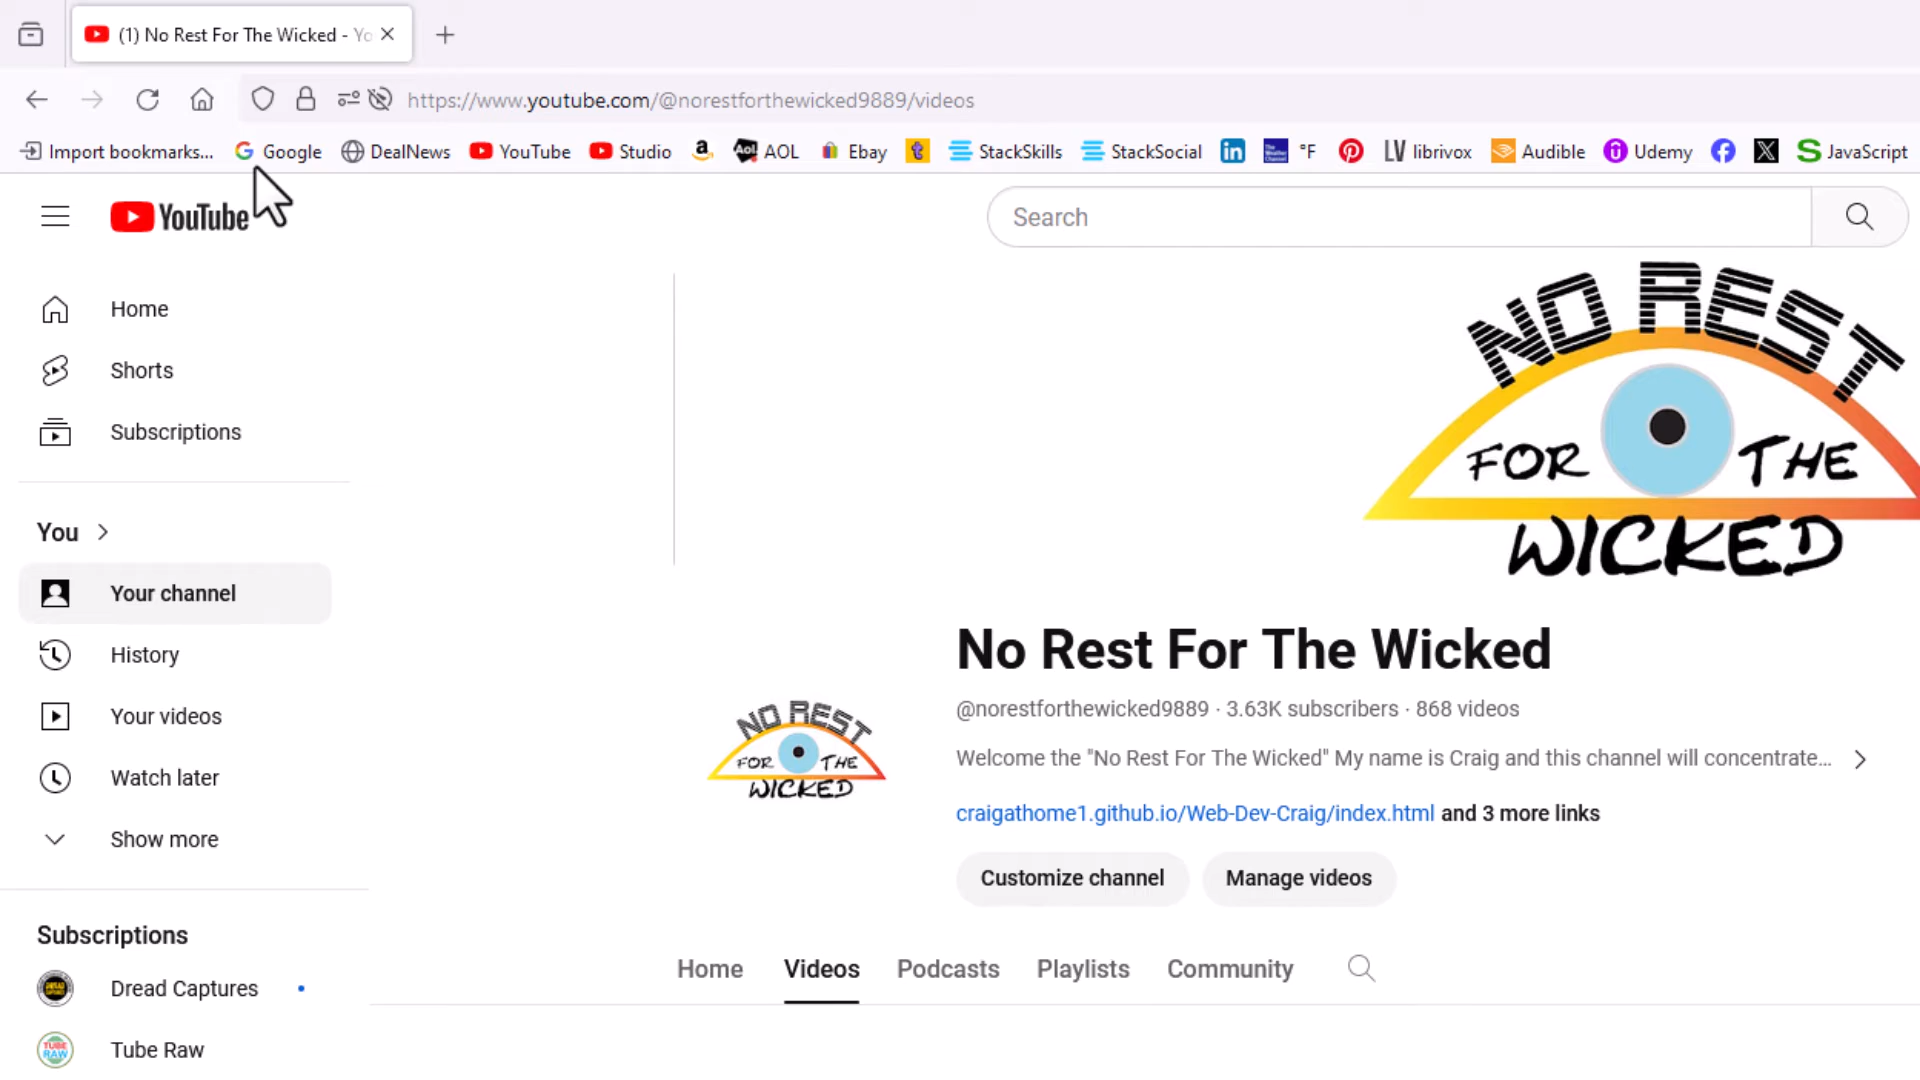 (1) No Rest For The Wicked - Yo
https://www.youtube.com/@norestforthewicked9889/videos
Import bookmarks... Google DealNews YouTube Studio AOL Ebay StackSkills StackSocial °F librivox Audible Udemy JavaScript
YouTube
Search
Home
Shorts
Subscriptions
You
Your channel
History
Your videos
Watch later
Show more
Subscriptions
Dread Captures
Tube Raw
NO REST
FOR THE
WICKED
NO REST
FOR THE
WICKED
No Rest For The Wicked
@norestforthewicked9889 · 3.63K subscribers · 868 videos
Welcome the "No Rest For The Wicked" My name is Craig and this channel will concentrate...
craigathome1.github.io/Web-Dev-Craig/index.html and 3 more links
Customize channel Manage videos
Home Videos Podcasts Playlists Community